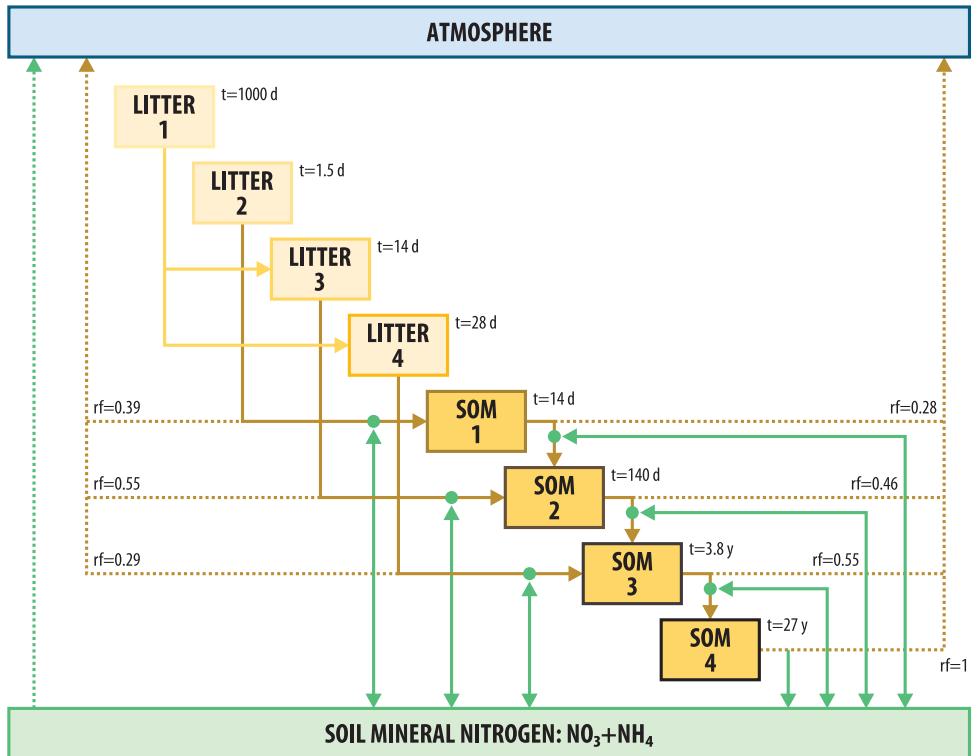 ATMOSPHERE
LITTER
1
t=1000 d
LITTER
2
t=1.5 d
LITTER
3
t=14 d
LITTER
4
t=28 d
rf=0.39
SOM
1
t=14 d
rf=0.28
rf=0.55
SOM
2
t=140 d
rf=0.46
rf=0.29
SOM
3
t=3.8 y
rf=0.55
SOM
4
t=27 y
rf=1
SOIL MINERAL NITROGEN: NO₃+NH₄